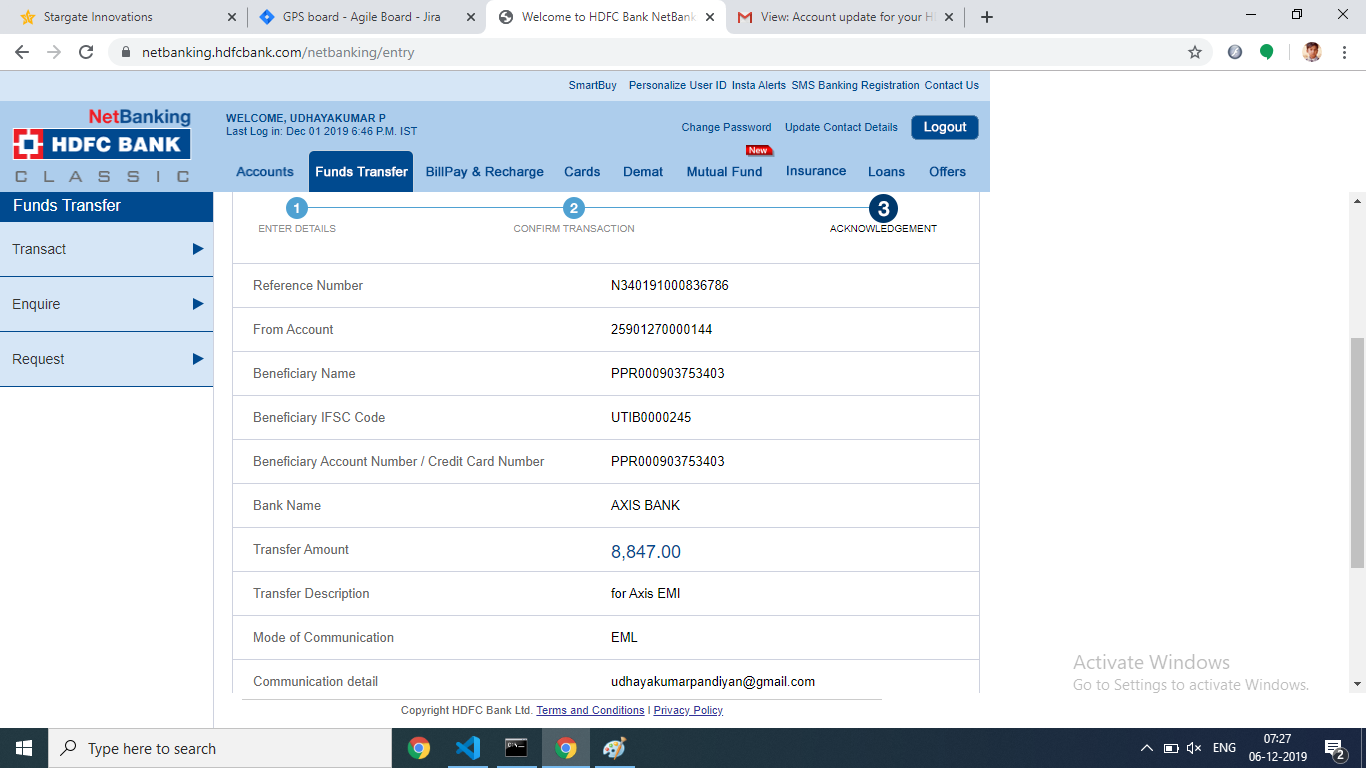 Stargate Innovations
GPS board - Agile Board - Jira
Welcome to HDFC Bank NetBank
View: Account update for your H
netbanking.hdfcbank.com/netbanking/entry
SmartBuy Personalize User ID Insta Alerts SMS Banking Registration Contact Us
NetBanking
HDFC BANK
CLASSIC
WELCOME, UDHAYAKUMAR P
Last Log in: Dec 01 2019 6:46 P.M. IST
Change Password Update Contact Details Logout
New
Accounts Funds Transfer BillPay & Recharge Cards Demat Mutual Fund Insurance Loans Offers
Funds Transfer
Transact
Enquire
Request
1 2 3
ENTER DETAILS CONFIRM TRANSACTION ACKNOWLEDGEMENT
Reference Number N340191000836786
From Account 25901270000144
Beneficiary Name PPR000903753403
Beneficiary IFSC Code UTIB0000245
Beneficiary Account Number / Credit Card Number PPR000903753403
Bank Name AXIS BANK
Transfer Amount 8,847.00
Transfer Description for Axis EMI
Mode of Communication EML
Communication detail udhayakumarpandiyan@gmail.com
Copyright HDFC Bank Ltd. Terms and Conditions | Privacy Policy
Activate Windows
Go to Settings to activate Windows.
Type here to search
ENG
07:27
06-12-2019
2